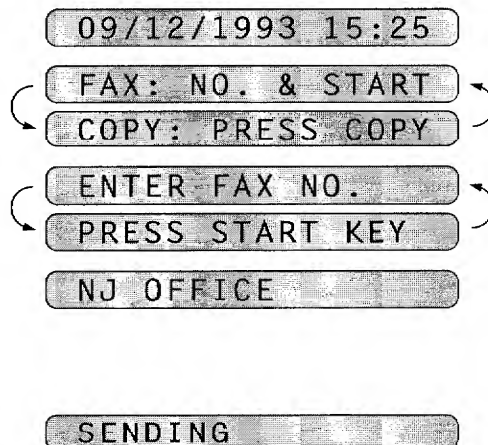 09/12/1993 15:25
FAX: NO. & START
COPY: PRESS COPY
ENTER FAX NO.
PRESS START KEY
NJ OFFICE
SENDING